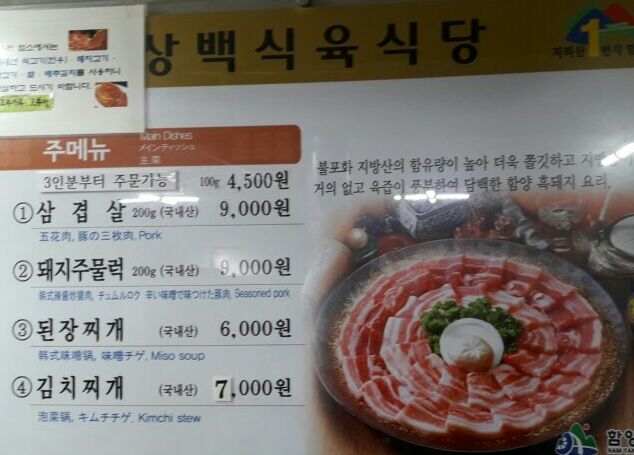 상백식육식당
지리산
주메뉴
Main Dishes
メインディッシュ
主菜
3인분부터 주문가능 100g 4,500원
①삼 겹 살 200g (국내산) 9,000원
五花肉, 豚の三枚肉, Pork
②돼지주물럭 200g (국내산) 9,000원
韩式辣酱炒猪肉, チュムルロク 辛い味噌で味つけた豚肉, Seasoned pork
③된장찌개 (국내산) 6,000원
韩式味噌锅, 味噌チゲ, Miso soup
④김치찌개 (국내산) 7,000원
泡菜锅, キムチチゲ, Kimchi stew
불포화 지방산의 함유량이 높아 더욱 쫄깃하고 지방
거의 없고 육즙이 풍부하여 담백한 함양 흑돼지 요리.
함양